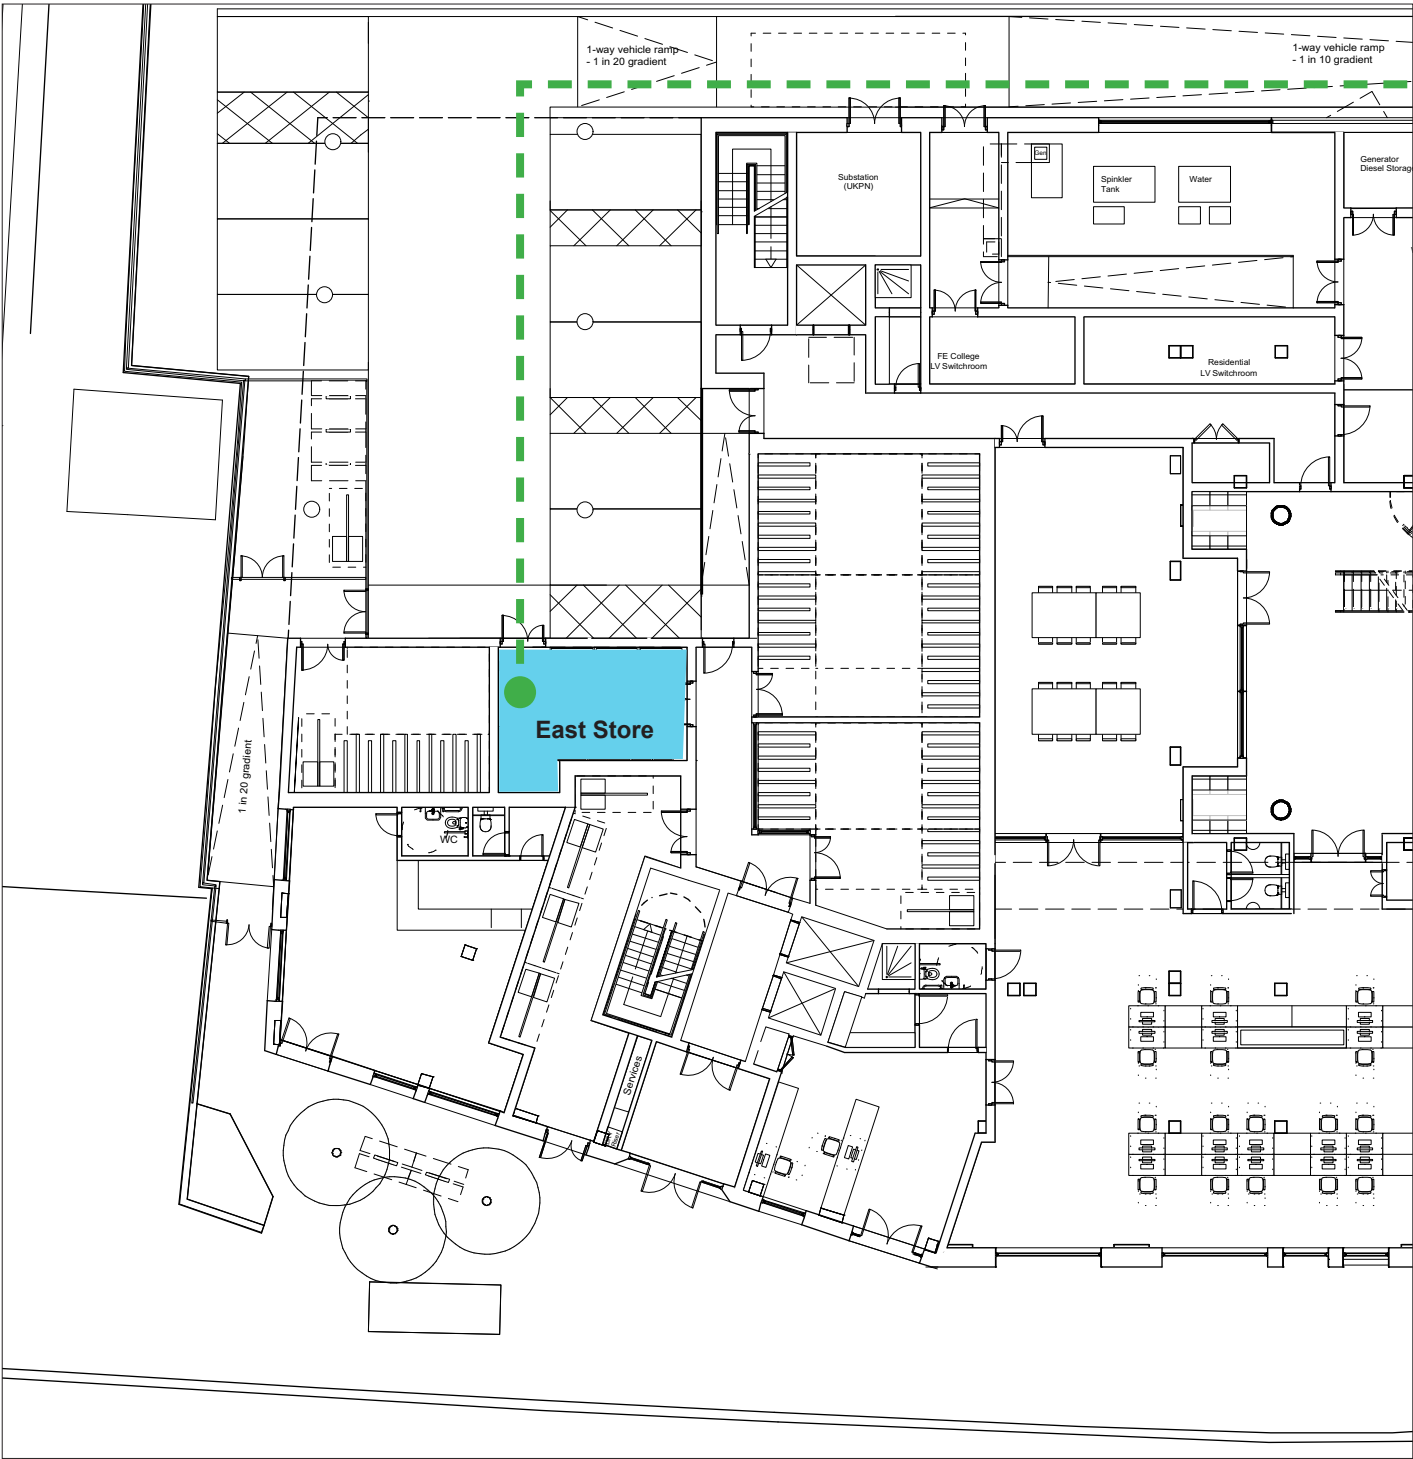 1-way vehicle ramp
- 1 in 20 gradient
1-way vehicle ramp
- 1 in 10 gradient
Gen
Substation
(UKPN)
Spinkler
Tank
Water
Generator
Diesel Storage
FE College
LV Switchroom
Residential
LV Switchroom
East Store
1 in 20 gradient
WC
Services